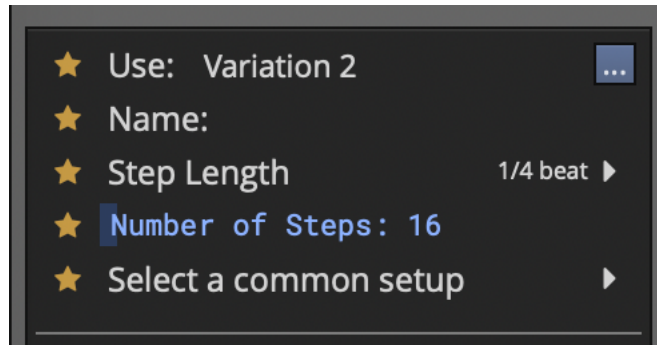 Use: Variation 2 ...
Name:
Step Length 1/4 beat
Number of Steps: 16
Select a common setup